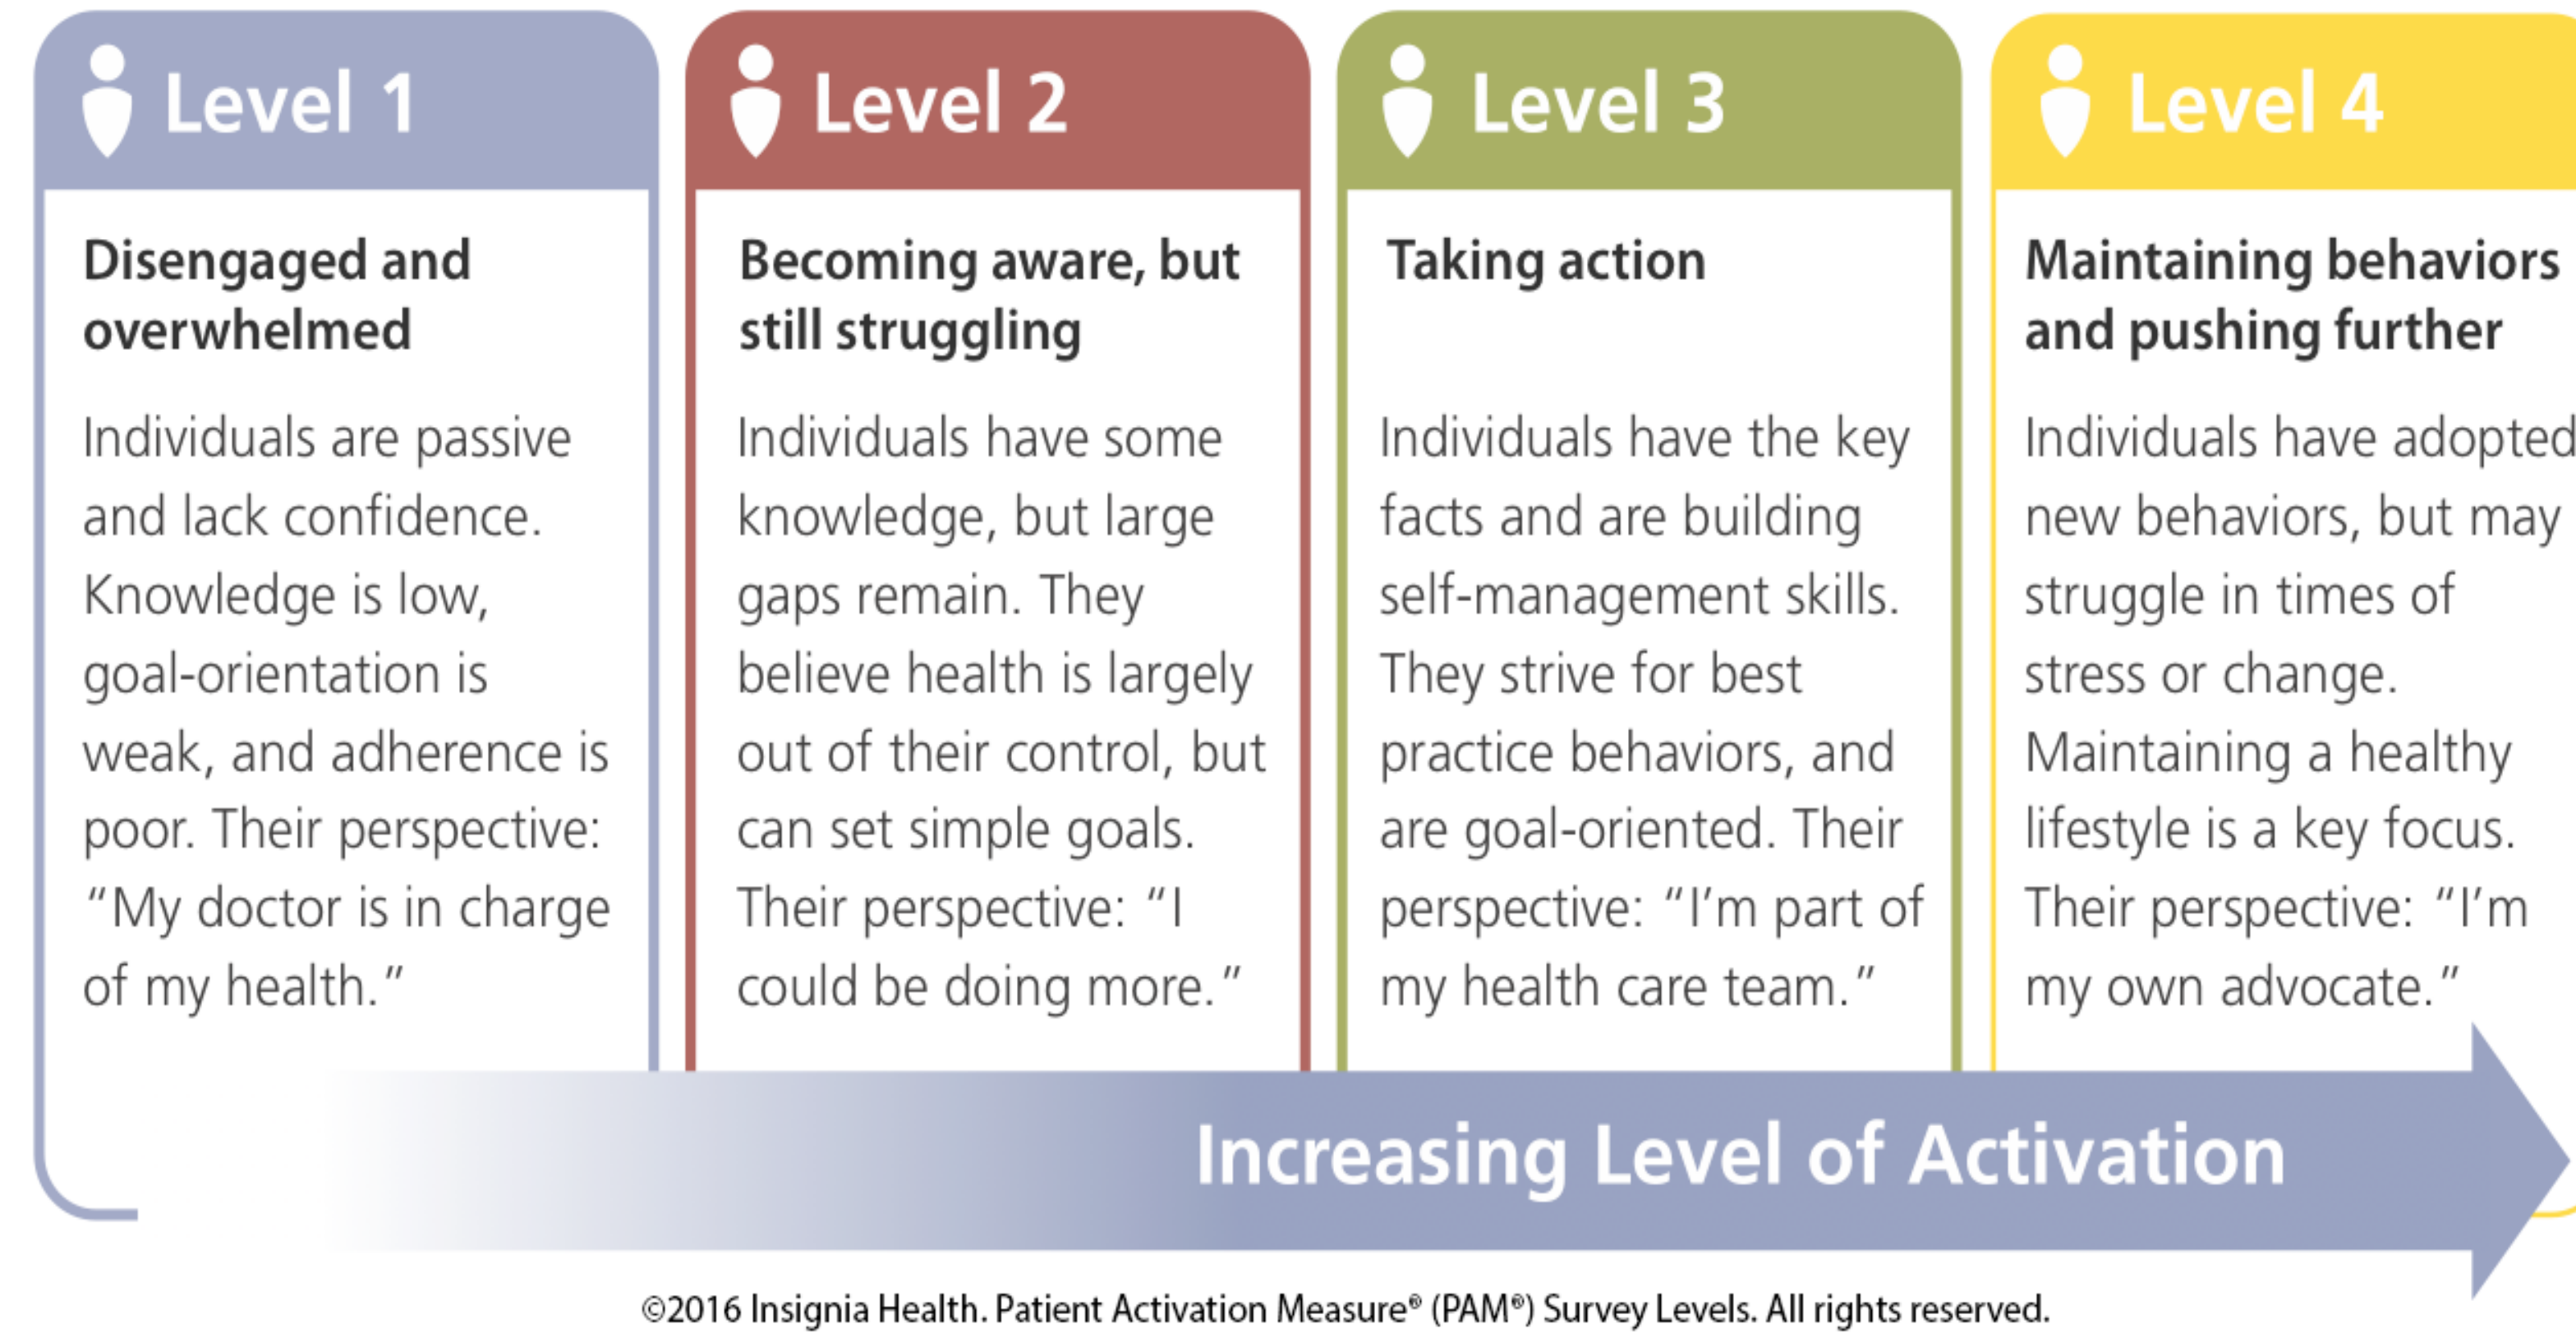 Level 1
Disengaged and
overwhelmed
Individuals are passive
and lack confidence.
Knowledge is low,
goal-orientation is
weak, and adherence is
poor. Their perspective:
“My doctor is in charge
of my health.”
Level 2
Becoming aware, but
still struggling
Individuals have some
knowledge, but large
gaps remain. They
believe health is largely
out of their control, but
can set simple goals.
Their perspective: “I
could be doing more.”
Level 3
Taking action
Individuals have the key
facts and are building
self-management skills.
They strive for best
practice behaviors, and
are goal-oriented. Their
perspective: “I’m part of
my health care team.”
Level 4
Maintaining behaviors
and pushing further
Individuals have adopted
new behaviors, but may
struggle in times of
stress or change.
Maintaining a healthy
lifestyle is a key focus.
Their perspective: “I’m
my own advocate.”
Increasing Level of Activation
©2016 Insignia Health. Patient Activation Measure® (PAM®) Survey Levels. All rights reserved.